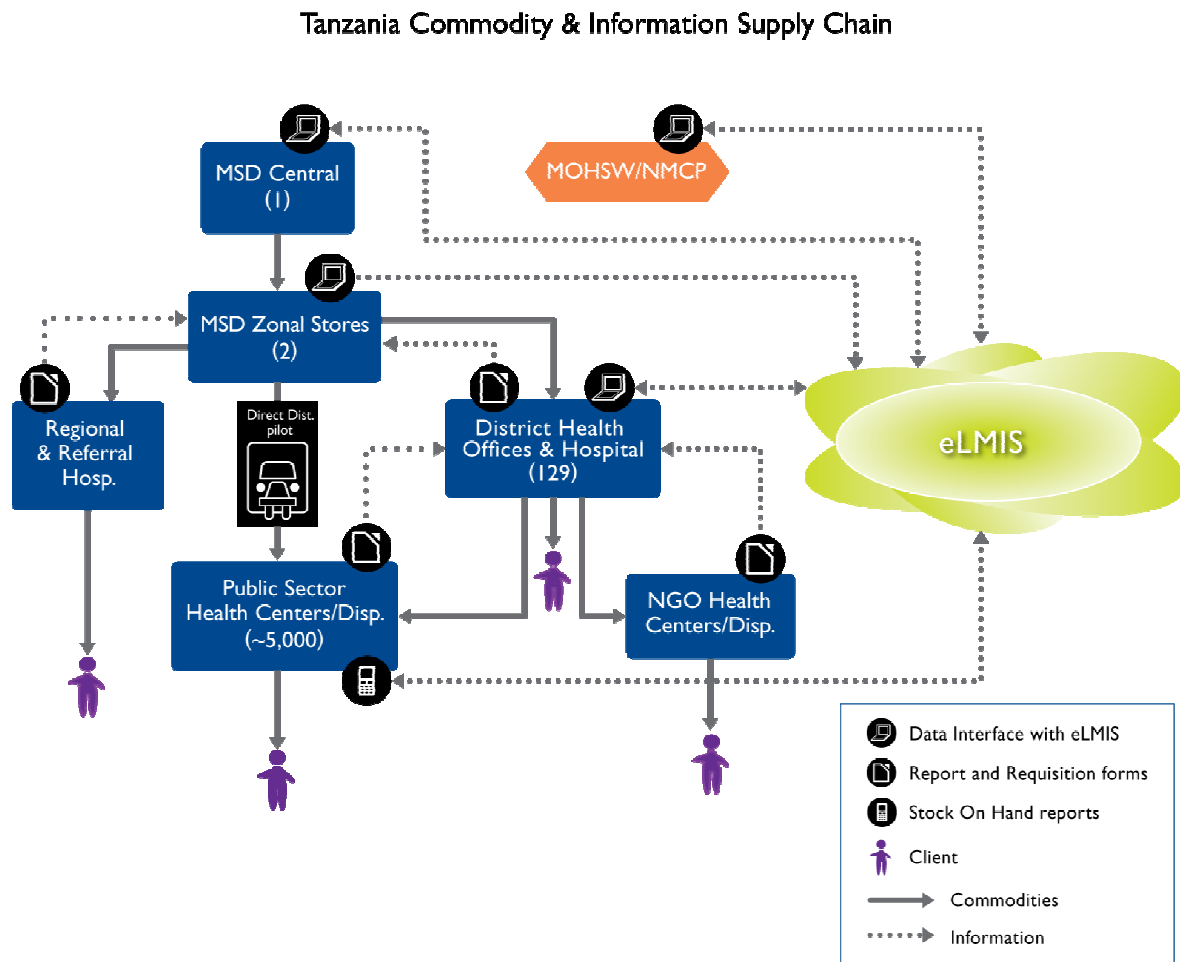 Tanzania Commodity & Information Supply Chain
MSD Central
(1)
MOHSW/NMCP
MSD Zonal Stores
(2)
Regional
& Referral
Hosp.
Direct Dist.
pilot
District Health
Offices & Hospital
(129)
eLMIS
Public Sector
Health Centers/Disp.
(~5,000)
NGO Health
Centers/Disp.
Data Interface with eLMIS
Report and Requisition forms
Stock On Hand reports
Client
Commodities
Information